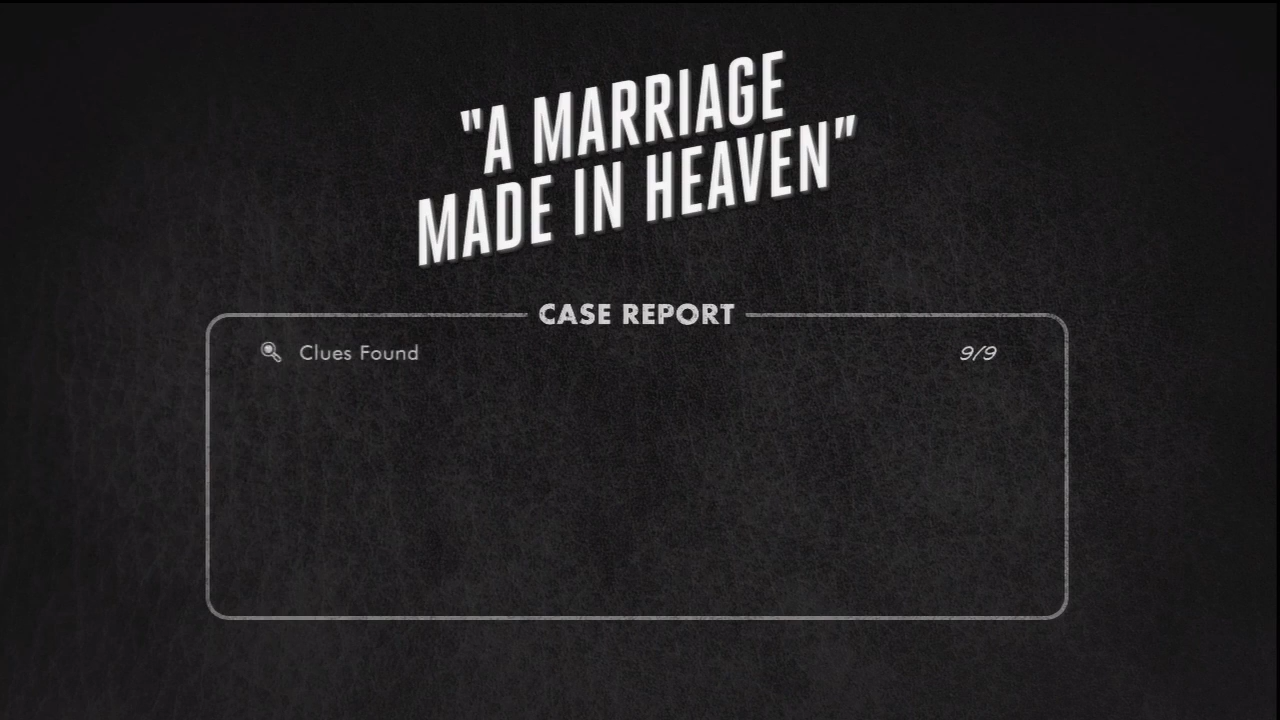 "A MARRIAGE
MADE IN HEAVEN"
CASE REPORT
Clues Found 9/9